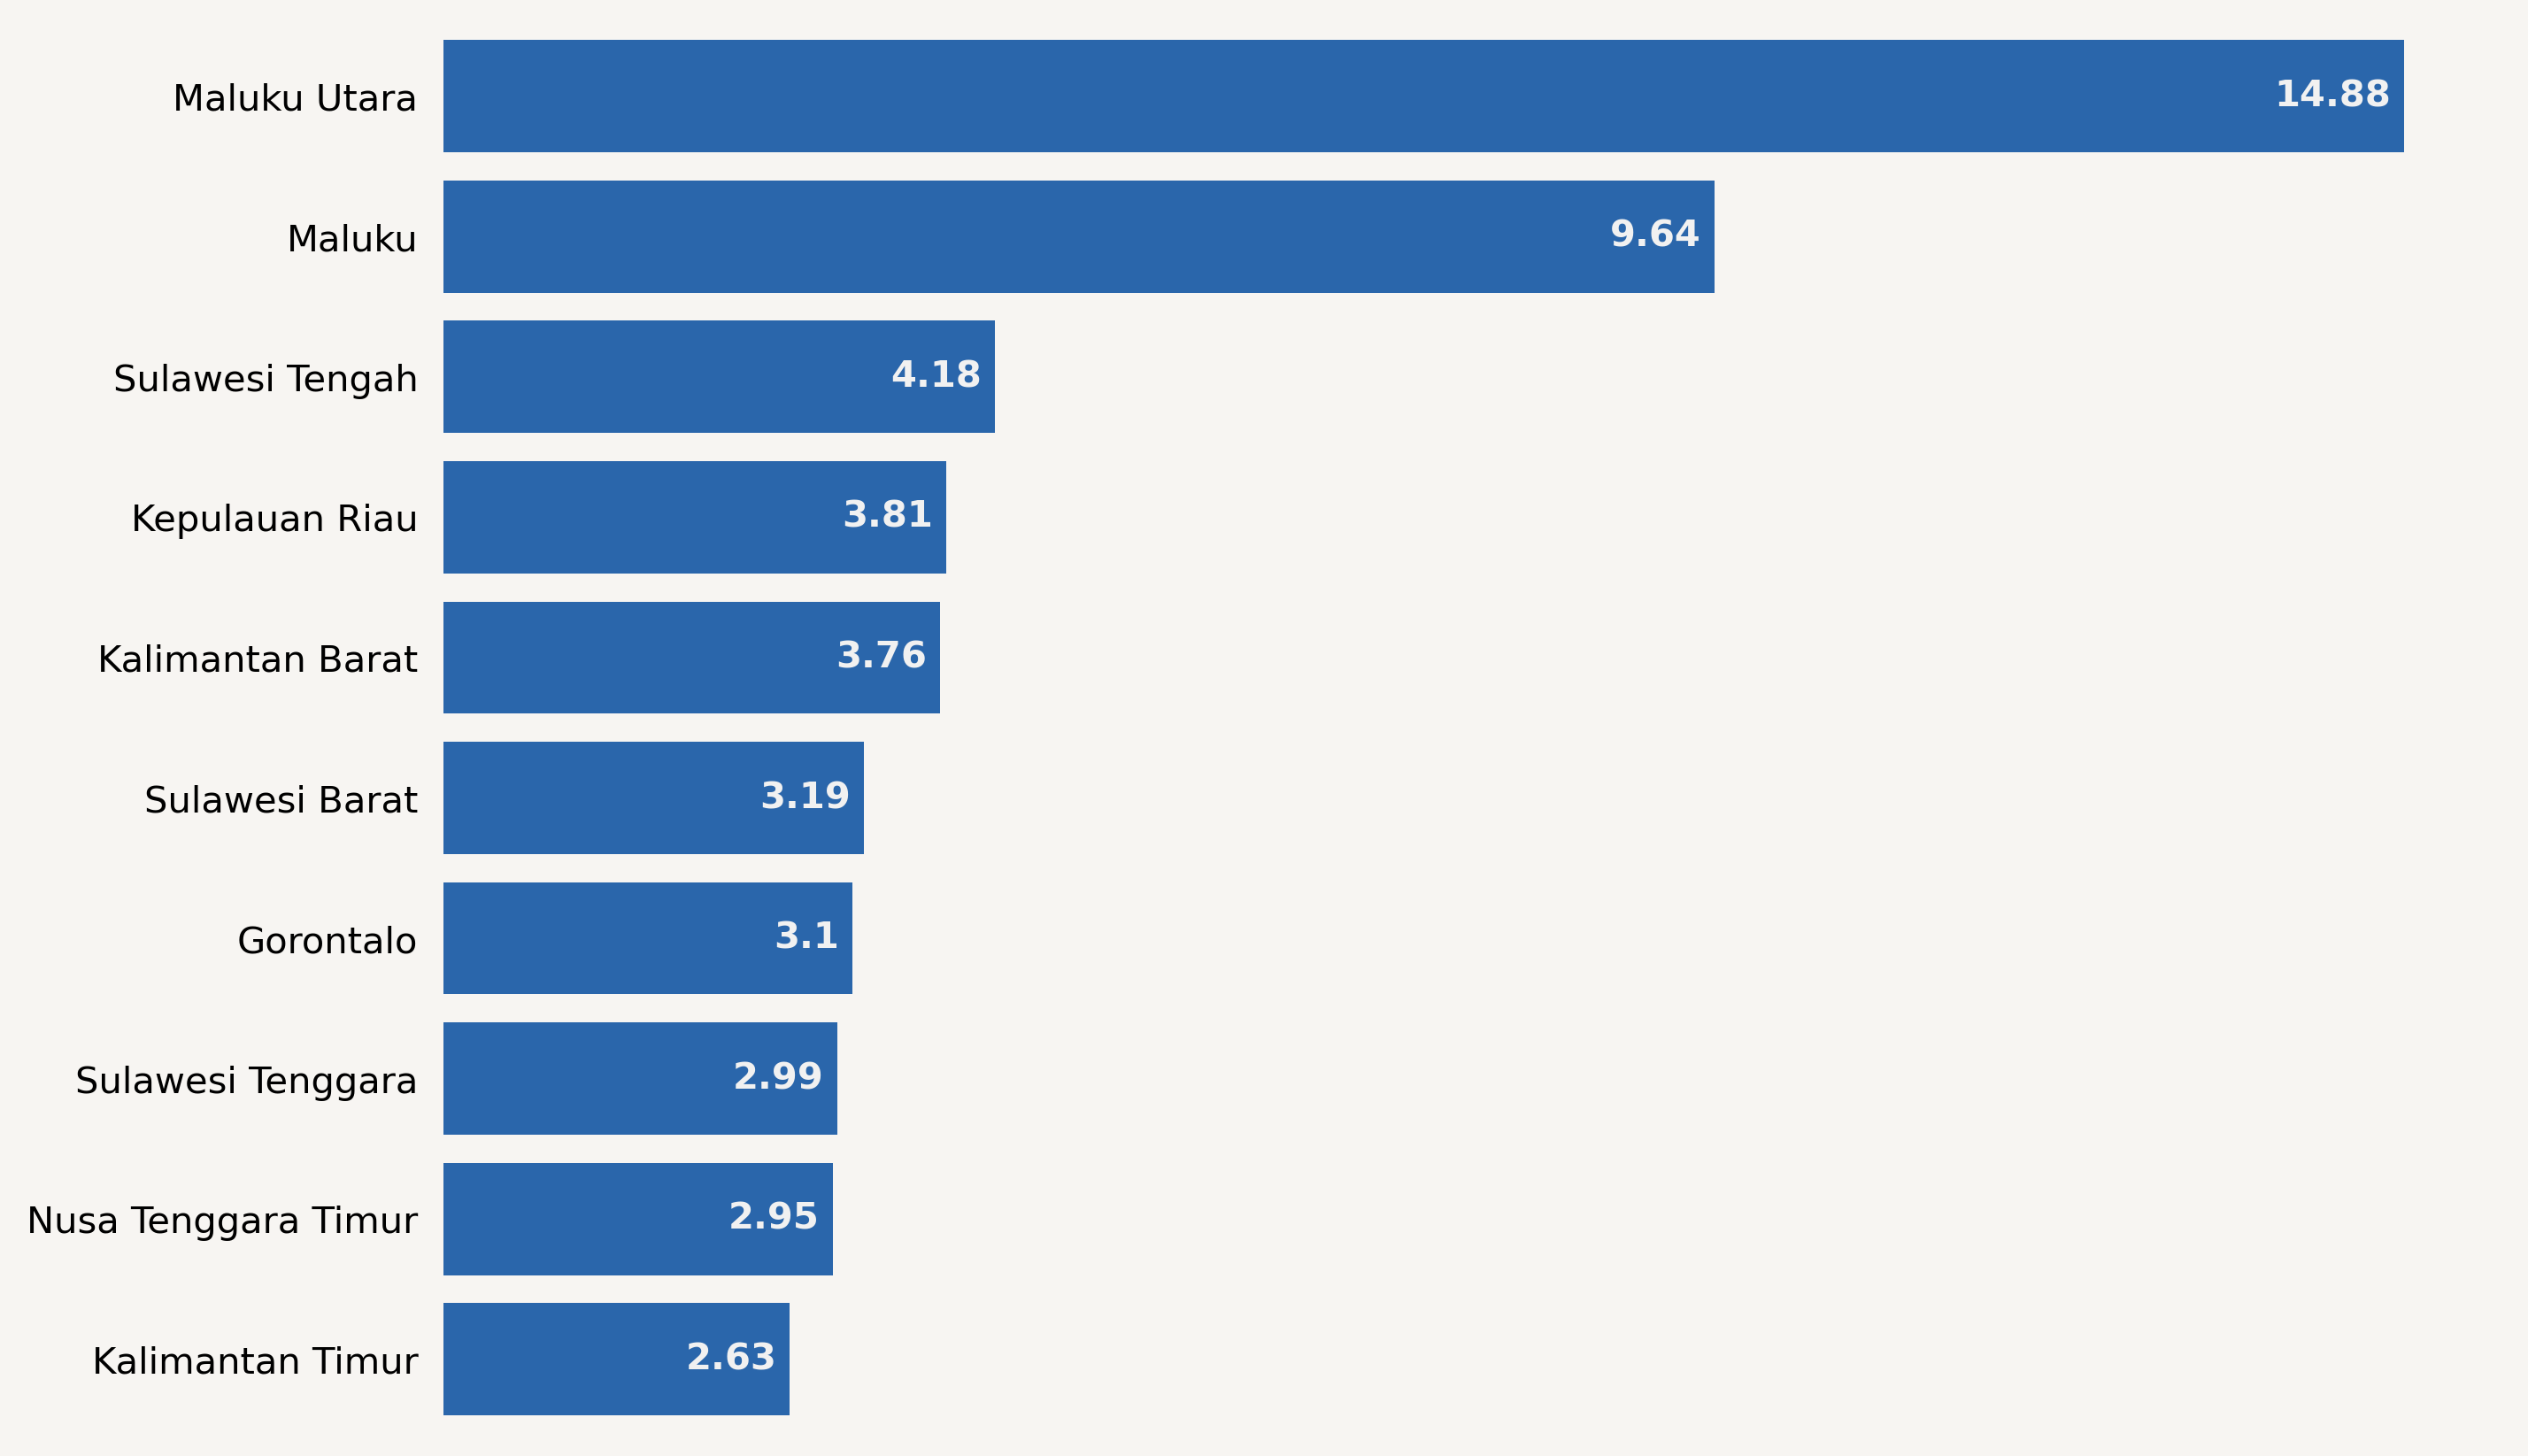 Maluku Utara 14.88
Maluku 9.64
Sulawesi Tengah 4.18
Kepulauan Riau 3.81
Kalimantan Barat 3.76
Sulawesi Barat 3.19
Gorontalo 3.1
Sulawesi Tenggara 2.99
Nusa Tenggara Timur 2.95
Kalimantan Timur 2.63